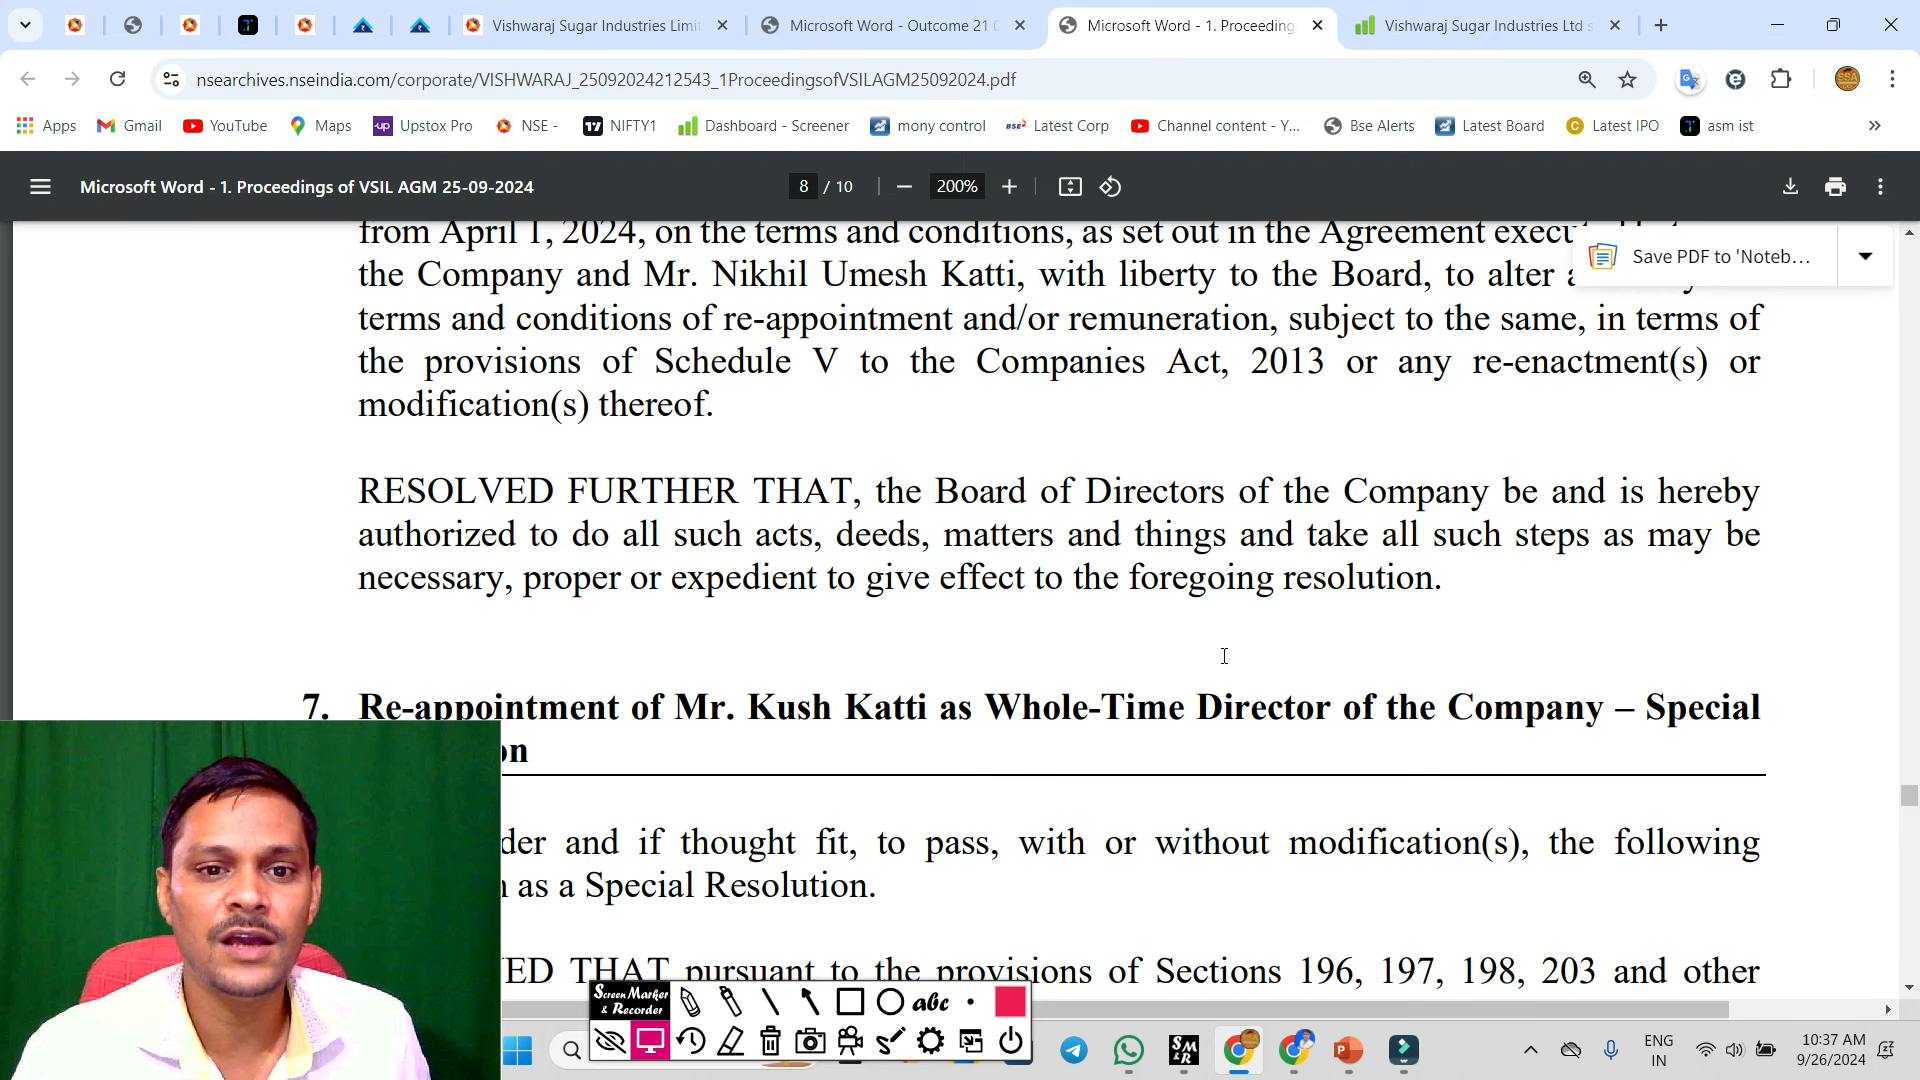 Vishwaraj Sugar Industries Limit
Microsoft Word - Outcome 21
Microsoft Word - 1. Proceeding
Vishwaraj Sugar Industries Ltd s
nsearchives.nseindia.com/corporate/VISHWARAJ_25092024212543_1ProceedingsofVSILAGM25092024.pdf
Apps Gmail YouTube Maps up Upstox Pro NSE - NIFTY1 Dashboard - Screener mony control BSE Latest Corp Channel content - Y... Bse Alerts Latest Board Latest IPO asm ist
Microsoft Word - 1. Proceedings of VSIL AGM 25-09-2024
8 / 10
200%
Save PDF to 'Noteb...
from April 1, 2024, on the terms and conditions, as set out in the Agreement
the Company and Mr. Nikhil Umesh Katti, with liberty to the Board, to alter
terms and conditions of re-appointment and/or remuneration, subject to the same, in terms of
the provisions of Schedule V to the Companies Act, 2013 or any re-enactment(s) or
modification(s) thereof.
RESOLVED FURTHER THAT, the Board of Directors of the Company be and is hereby
authorized to do all such acts, deeds, matters and things and take all such steps as may be
necessary, proper or expedient to give effect to the foregoing resolution.
7. Re-appointment of Mr. Kush Katti as Whole-Time Director of the Company – Special
on
der and if thought fit, to pass, with or without modification(s), the following
as a Special Resolution.
THAT pursuant to the provisions of Sections 196, 197, 198, 203 and other
Screen Marker
& Recorder
abc
SM
&R
ENG
IN
10:37 AM
9/26/2024
SSA